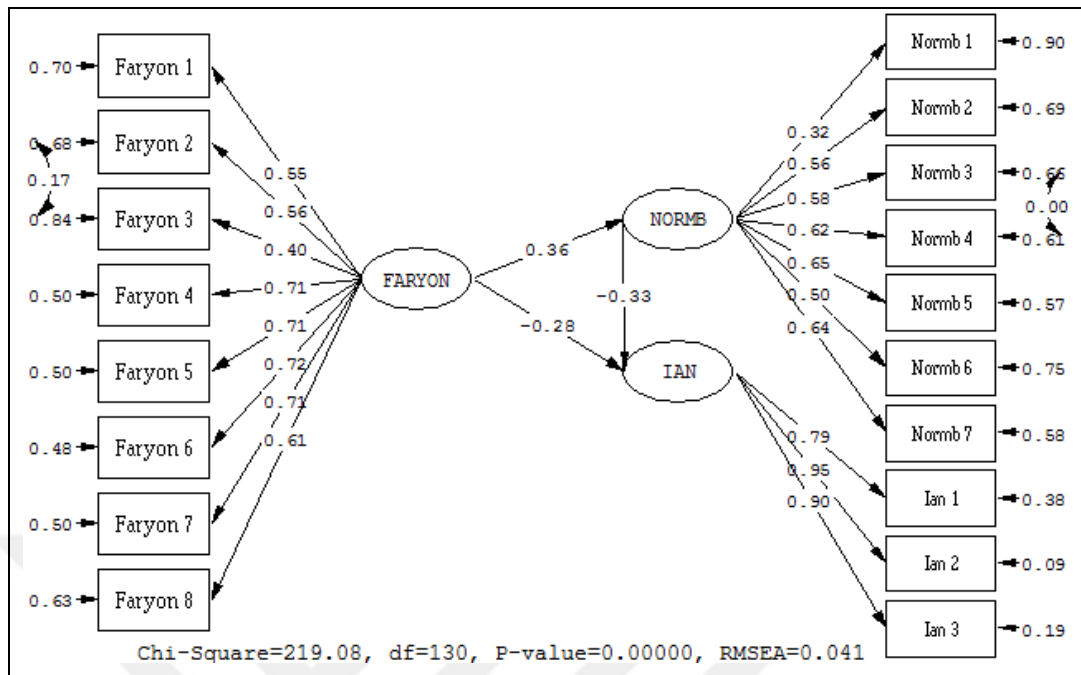 0.70
Faryon 1
0.68
Faryon 2
0.17
0.84
Faryon 3
0.50
Faryon 4
0.50
Faryon 5
0.48
Faryon 6
0.50
Faryon 7
0.63
Faryon 8
0.55
0.56
0.40
0.71
0.71
0.72
0.71
0.61
FARYON
0.36
-0.28
NORMB
-0.33
IAN
0.32
0.56
0.58
0.62
0.65
0.50
0.64
0.79
0.95
0.90
Normb 1
0.90
Normb 2
0.69
Normb 3
0.66
0.00
Normb 4
0.61
Normb 5
0.57
Normb 6
0.75
Normb 7
0.58
Ian 1
0.38
Ian 2
0.09
Ian 3
0.19
Chi-Square=219.08, df=130, P-value=0.00000, RMSEA=0.041